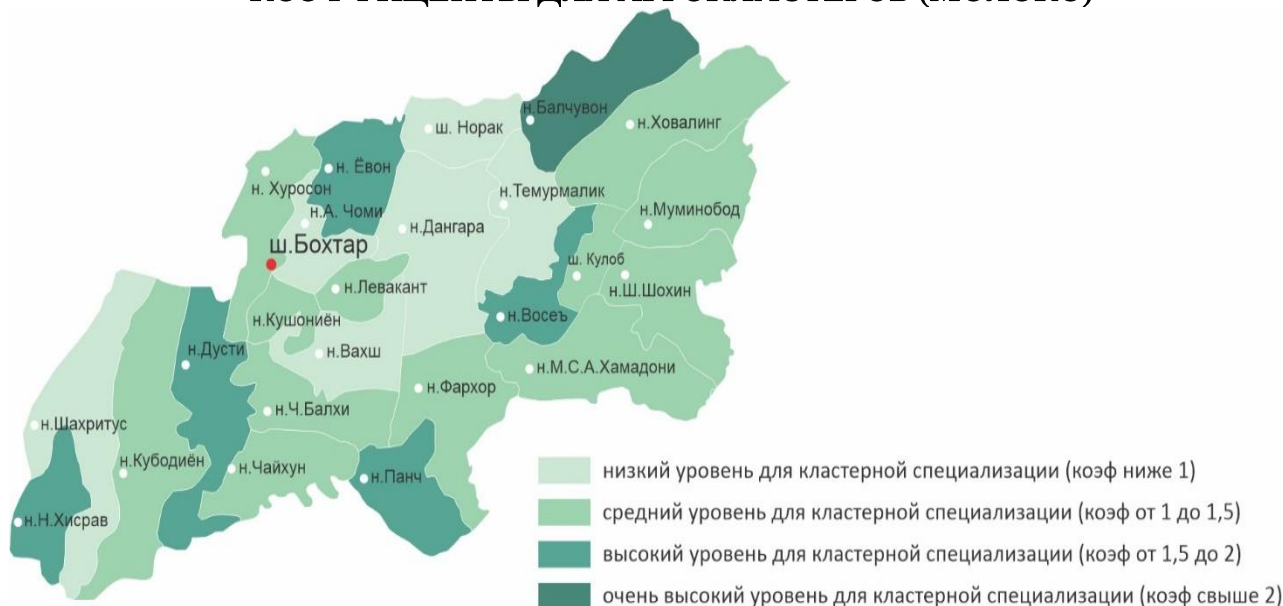 ДЛЯ АГРОКЛАСТЕРОВ (МОЛОКО)
н.Балчувон
н.Ховалинг
ш. Норак
н. Ёвон
н. Хуросон
н.Темурмалик
н.А. Чоми
н.Дангара
н.Муминобод
ш.Бохтар
ш. Кулоб
н.Ш.Шохин
н.Левакант
н.Кушониён
н.Восеъ
н.Дусти
н.Вахш
н.М.С.А.Хамадони
н.Фархор
н.Ч.Балхи
н.Шахритус
н.Кубодиён
н.Чайхун
н.Панч
н.Н.Хисрав
низкий уровень для кластерной специализации (коэф ниже 1)
средний уровень для кластерной специализации (коэф от 1 до 1,5)
высокий уровень для кластерной специализации (коэф от 1,5 до 2)
очень высокий уровень для кластерной специализации (коэф свыше 2)